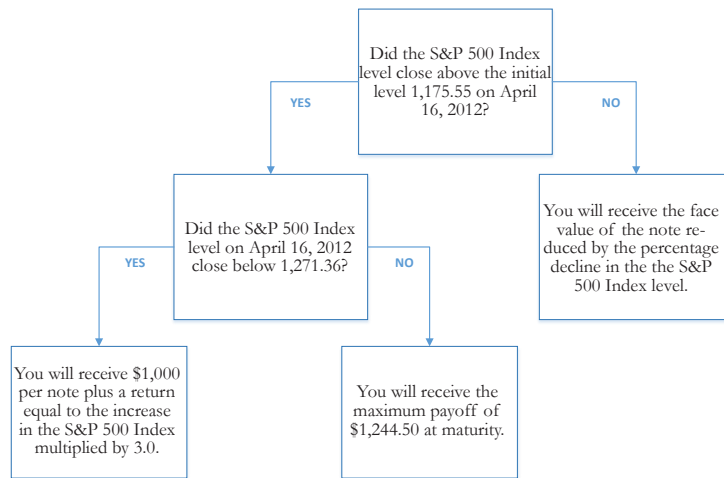 Did the S&P 500 Index
level close above the initial
level 1,175.55 on April
16, 2012?
YES
NO
Did the S&P 500 Index
level on April 16, 2012
close below 1,271.36?
You will receive the face
value of the note re-
duced by the percentage
decline in the the S&P
500 Index level.
YES
NO
You will receive $1,000
per note plus a return
equal to the increase
in the S&P 500 Index
multiplied by 3.0.
You will receive the
maximum payoff of
$1,244.50 at maturity.